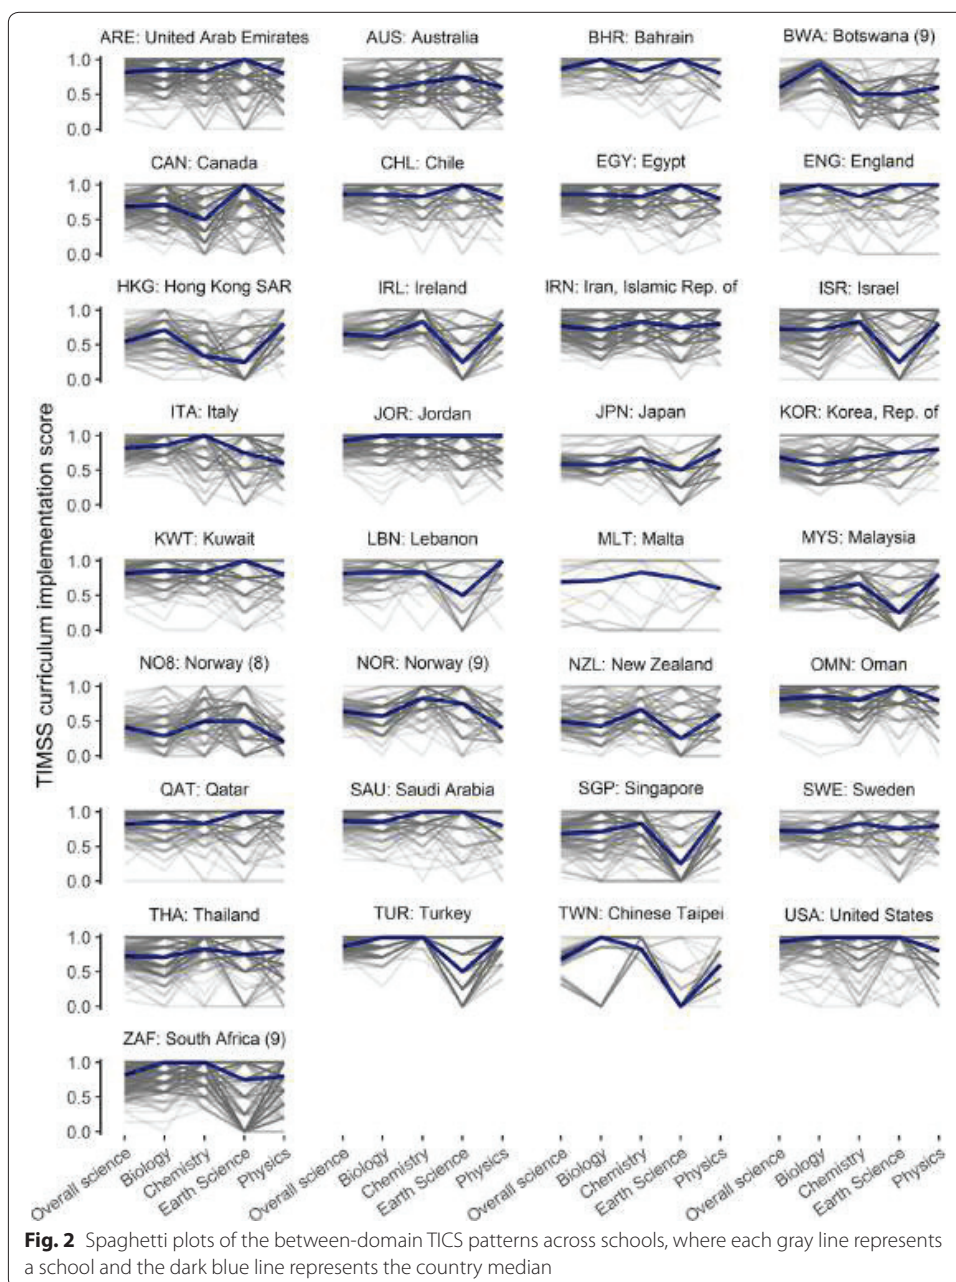 ARE: United Arab Emirates
AUS: Australia
BHR: Bahrain
BWA: Botswana (9)
1.0
0.5
0.0
CAN: Canada
CHL: Chile
EGY: Egypt
ENG: England
1.0
0.5
0.0
HKG: Hong Kong SAR
IRL: Ireland
IRN: Iran, Islamic Rep. of
ISR: Israel
1.0
0.5
0.0
ITA: Italy
JOR: Jordan
JPN: Japan
KOR: Korea, Rep. of
1.0
0.5
0.0
TIMSS curriculum implementation score
KWT: Kuwait
LBN: Lebanon
MLT: Malta
MYS: Malaysia
1.0
0.5
0.0
NO8: Norway (8)
NOR: Norway (9)
NZL: New Zealand
OMN: Oman
1.0
0.5
0.0
QAT: Qatar
SAU: Saudi Arabia
SGP: Singapore
SWE: Sweden
1.0
0.5
0.0
THA: Thailand
TUR: Turkey
TWN: Chinese Taipei
USA: United States
1.0
0.5
0.0
ZAF: South Africa (9)
1.0
0.5
0.0
Overall science
Biology
Chemistry
Earth Science
Physics
Overall science
Biology
Chemistry
Earth Science
Physics
Overall science
Biology
Chemistry
Earth Science
Physics
Overall science
Biology
Chemistry
Earth Science
Physics
Fig. 2 Spaghetti plots of the between-domain TICS patterns across schools, where each gray line represents
a school and the dark blue line represents the country median